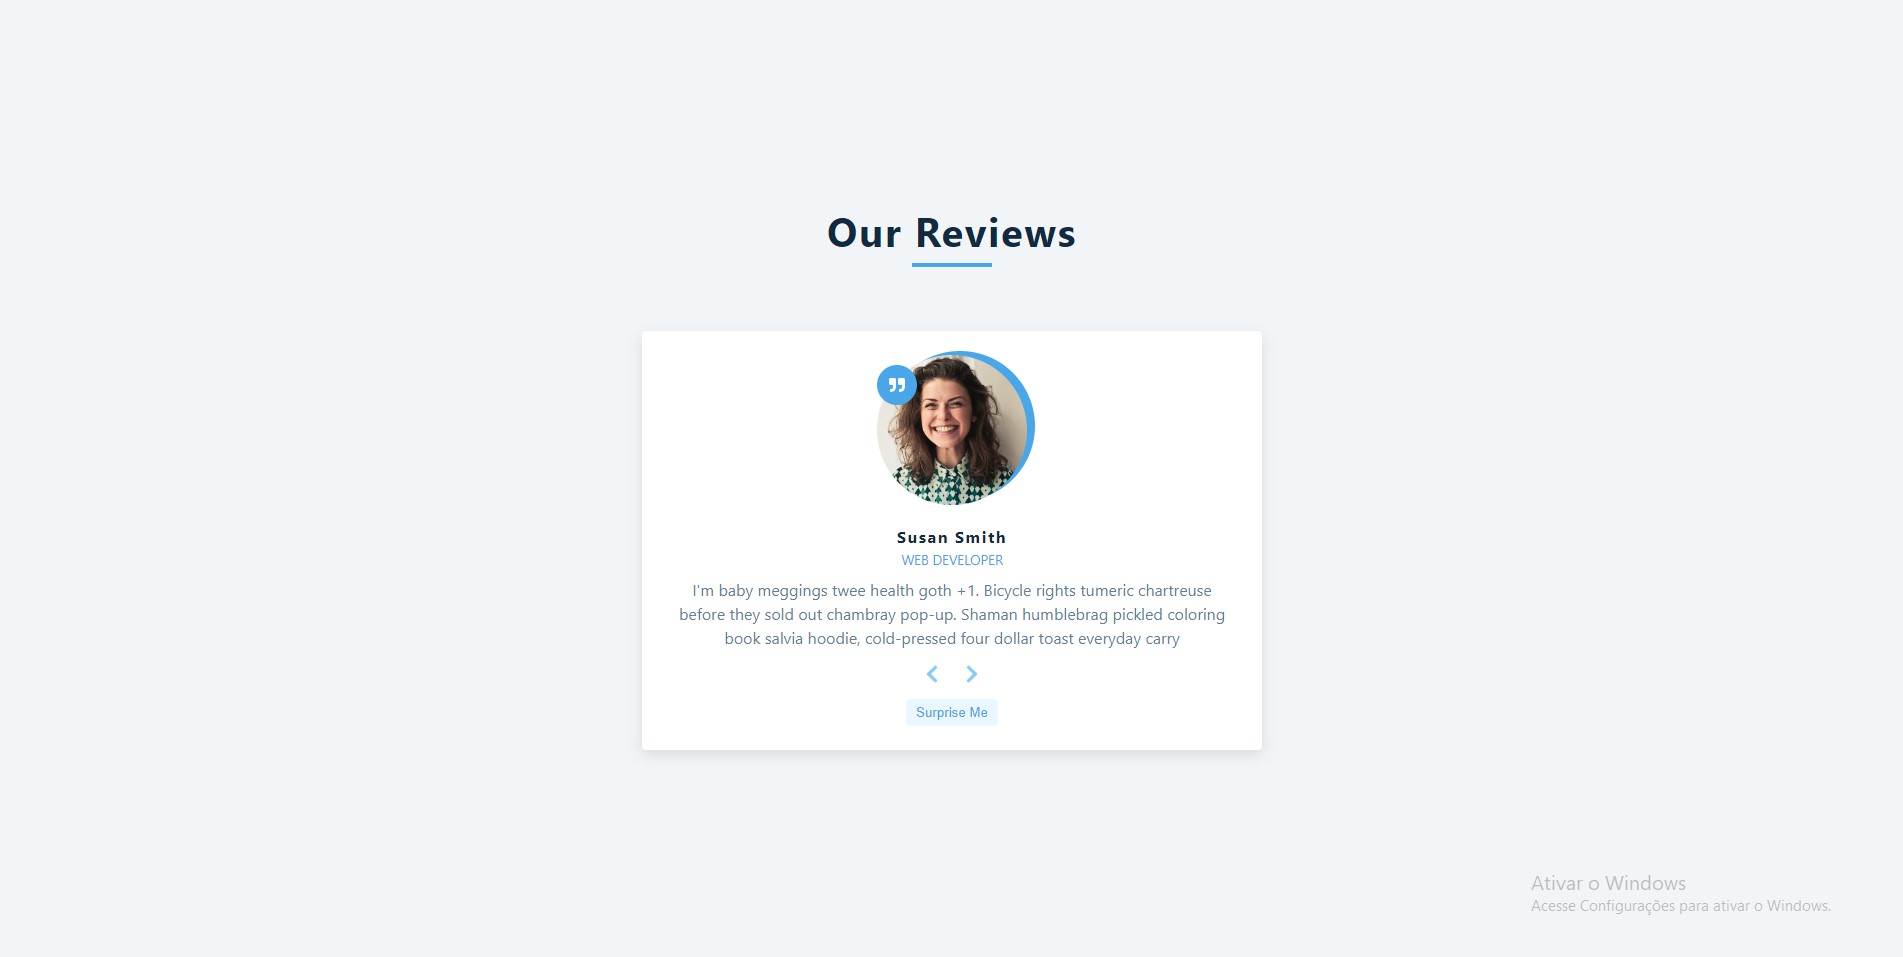 Our Reviews
Susan Smith
WEB DEVELOPER
I'm baby meggings twee health goth +1. Bicycle rights tumeric chartreuse
before they sold out chambray pop-up. Shaman humblebrag pickled coloring
book salvia hoodie, cold-pressed four dollar toast everyday carry
Surprise Me
Ativar o Windows
Acesse Configurações para ativar o Windows.